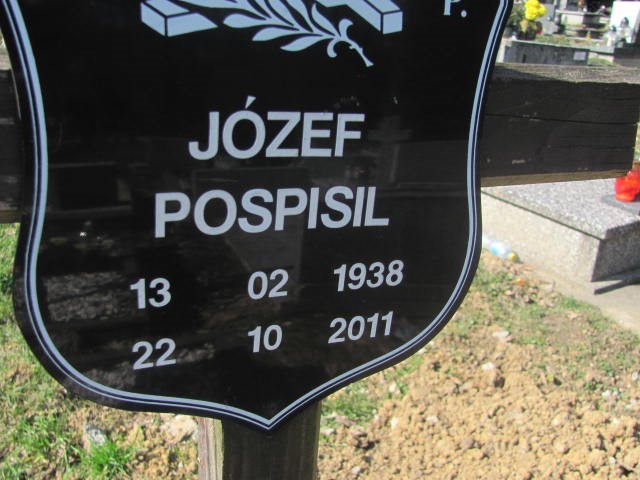 P.
JÓZEF
POSPISIL
13 02 1938
22 10 2011